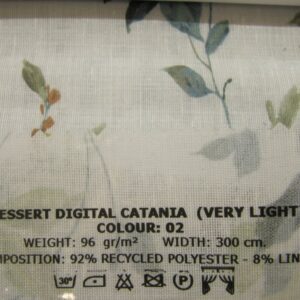 ESSERT DIGITAL CATANIA (VERY LIGHT
COLOUR: 02
WEIGHT: 96 gr/m² WIDTH: 300 cm.
MPOSITION: 92% RECYCLED POLYESTER - 8% LIN
30°